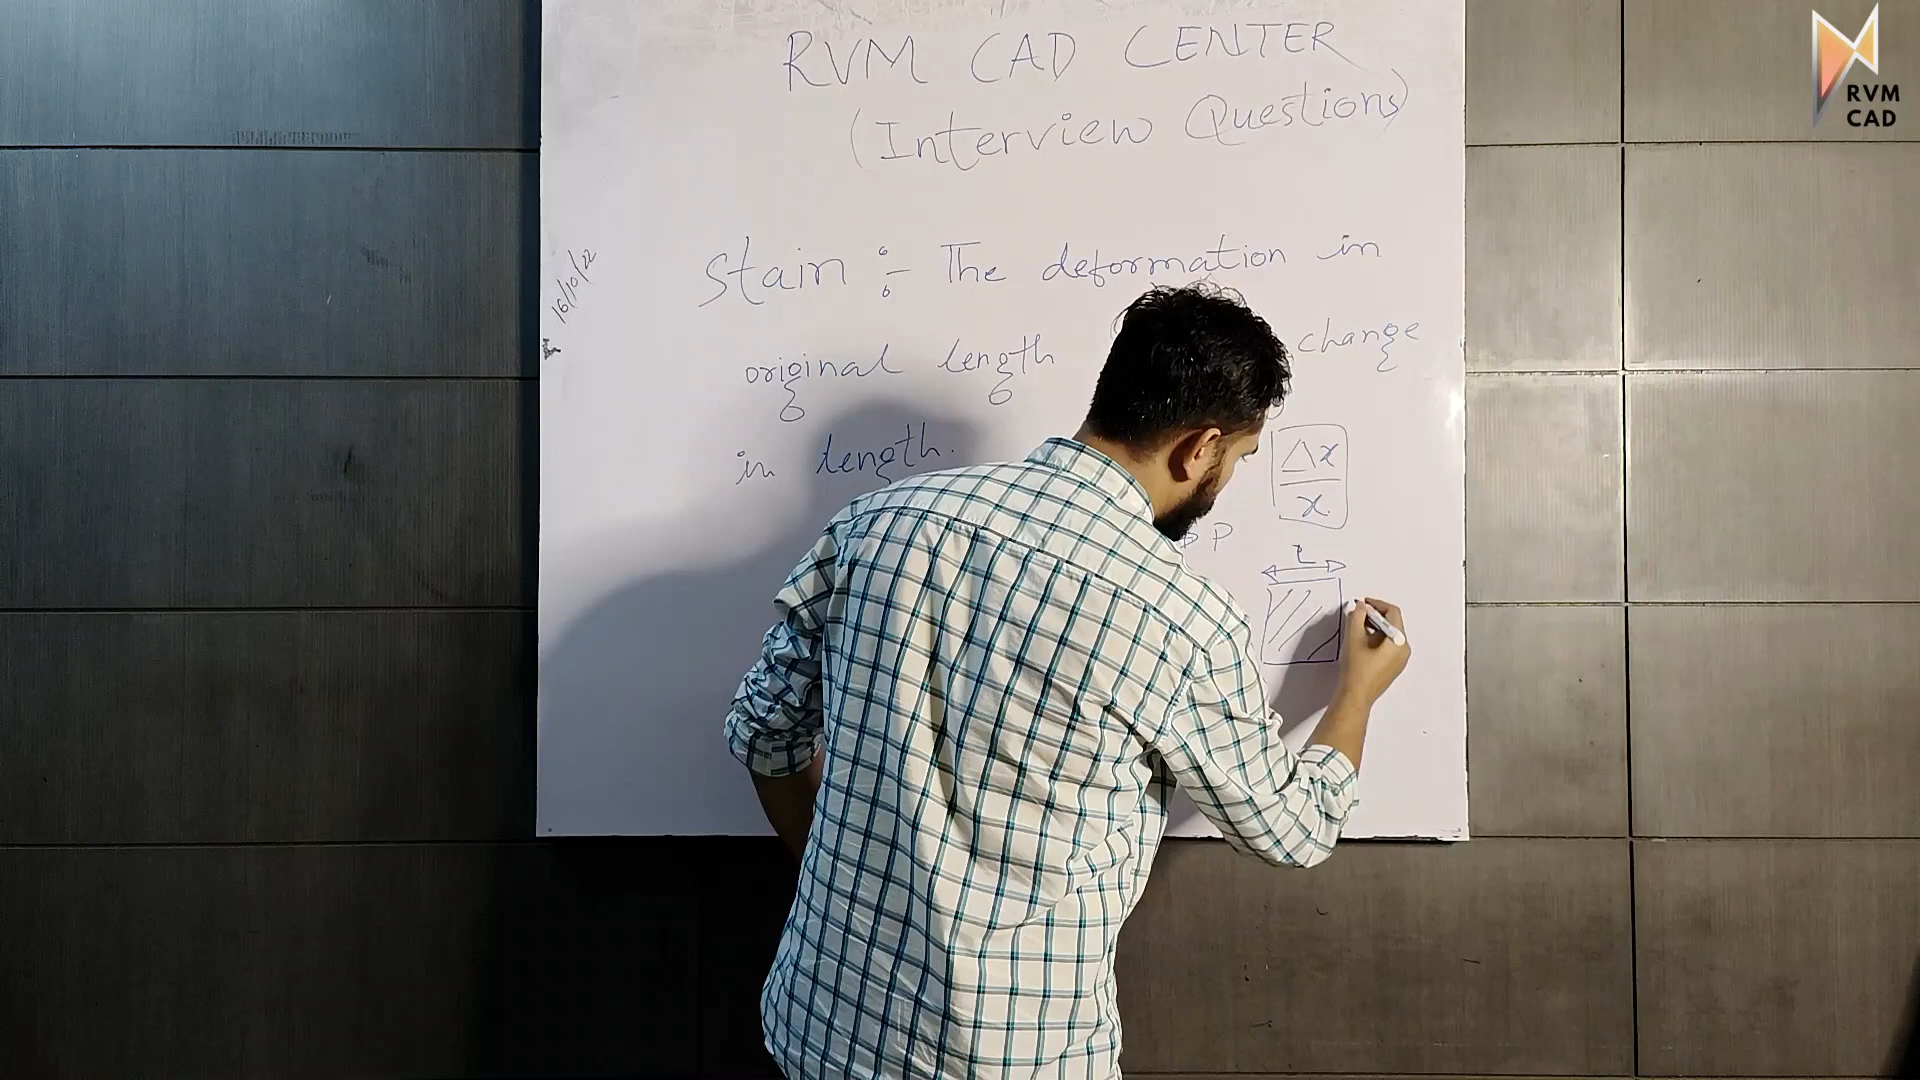 RVM CAD CENTER
(Interview Questions)
RVM
CAD
16/10/22
Stain :- The deformation in
original length change
in length.
Δx
x
P
L